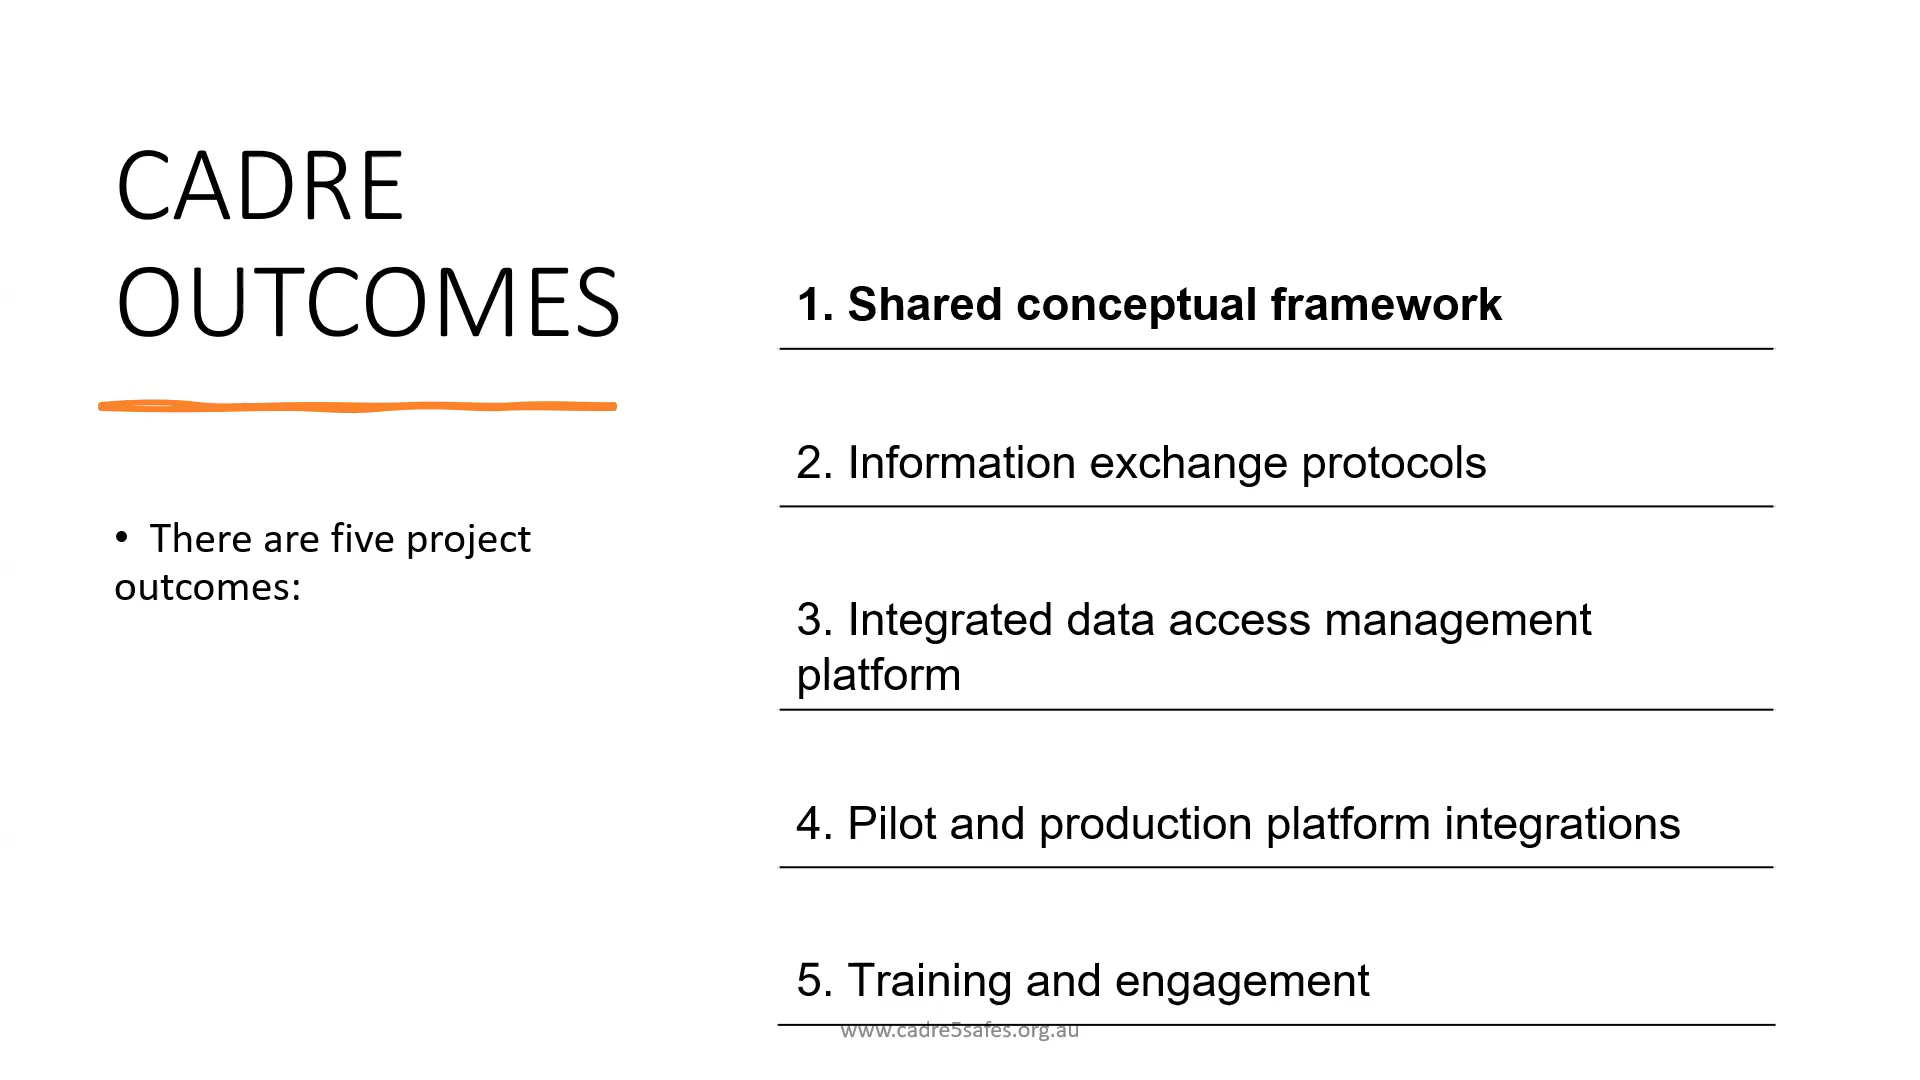 CADRE
OUTCOMES
• There are five project
outcomes:
1. Shared conceptual framework
2. Information exchange protocols
3. Integrated data access management
platform
4. Pilot and production platform integrations
5. Training and engagement
www.cadre5safes.org.au